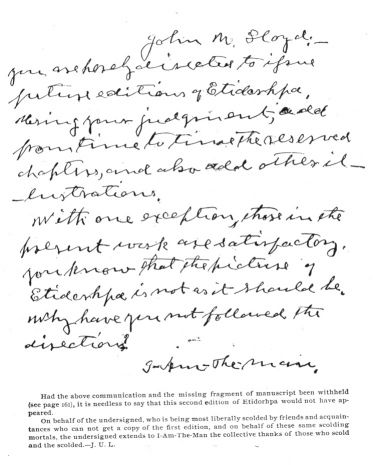 John M. Lloyd:—
you are hereby directed to issue
future editions of Etidorhpa,
using your judgment; add
from time to time the reserved
chapters, and also add other il—
—lustrations.
With one exception, those in the
present work are satisfactory.
you know that the picture of
Etidorhpa is not as it should be.
Why have you not followed the
directions?
I-Am-The-Man.
Had the above communication and the missing fragment of manuscript been withheld
(see page 161), it is needless to say that this second edition of Etidorhpa would not have ap-
peared.
On behalf of the undersigned, who is being most liberally scolded by friends and acquain-
tances who can not get a copy of the first edition, and on behalf of these same scolding
mortals, the undersigned extends to I-Am-The-Man the collective thanks of those who scold
and the scolded.—J. U. L.